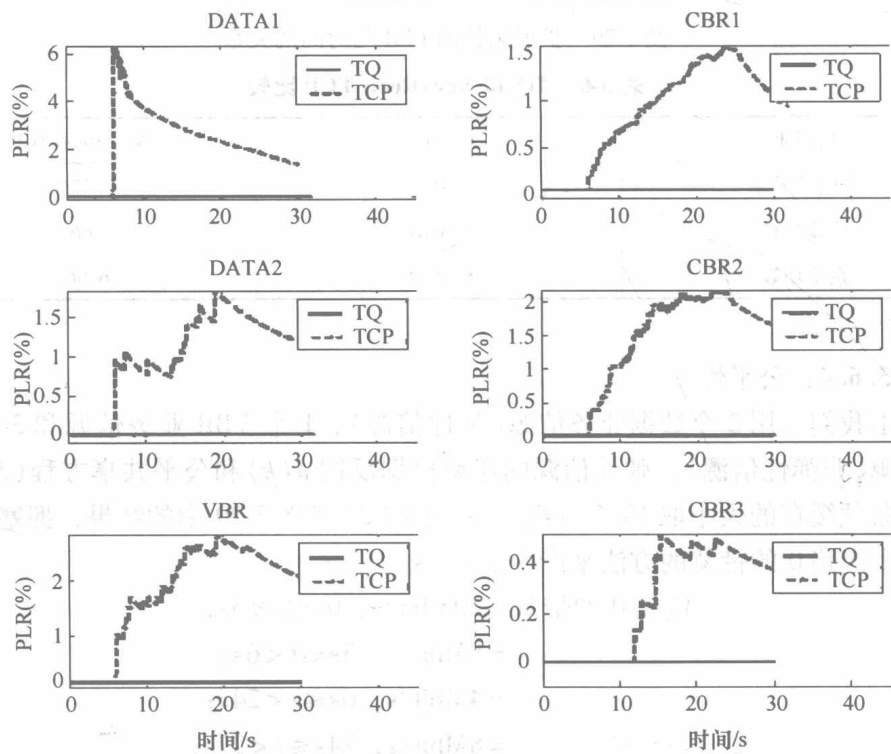 DATA1
6
4
2
0
PLR(%)
TQ
TCP
0 10 20 30 40
CBR1
1.5
1
0.5
0
PLR(%)
TQ
TCP
0 10 20 30 40
DATA2
1.5
1
0.5
0
PLR(%)
TQ
TCP
0 10 20 30 40
CBR2
2
1.5
1
0.5
0
PLR(%)
TQ
TCP
0 10 20 30 40
VBR
2
1
0
PLR(%)
TQ
TCP
0 10 20 30 40
时间/s
CBR3
0.4
0.2
0
PLR(%)
TQ
TCP
0 10 20 30 40
时间/s